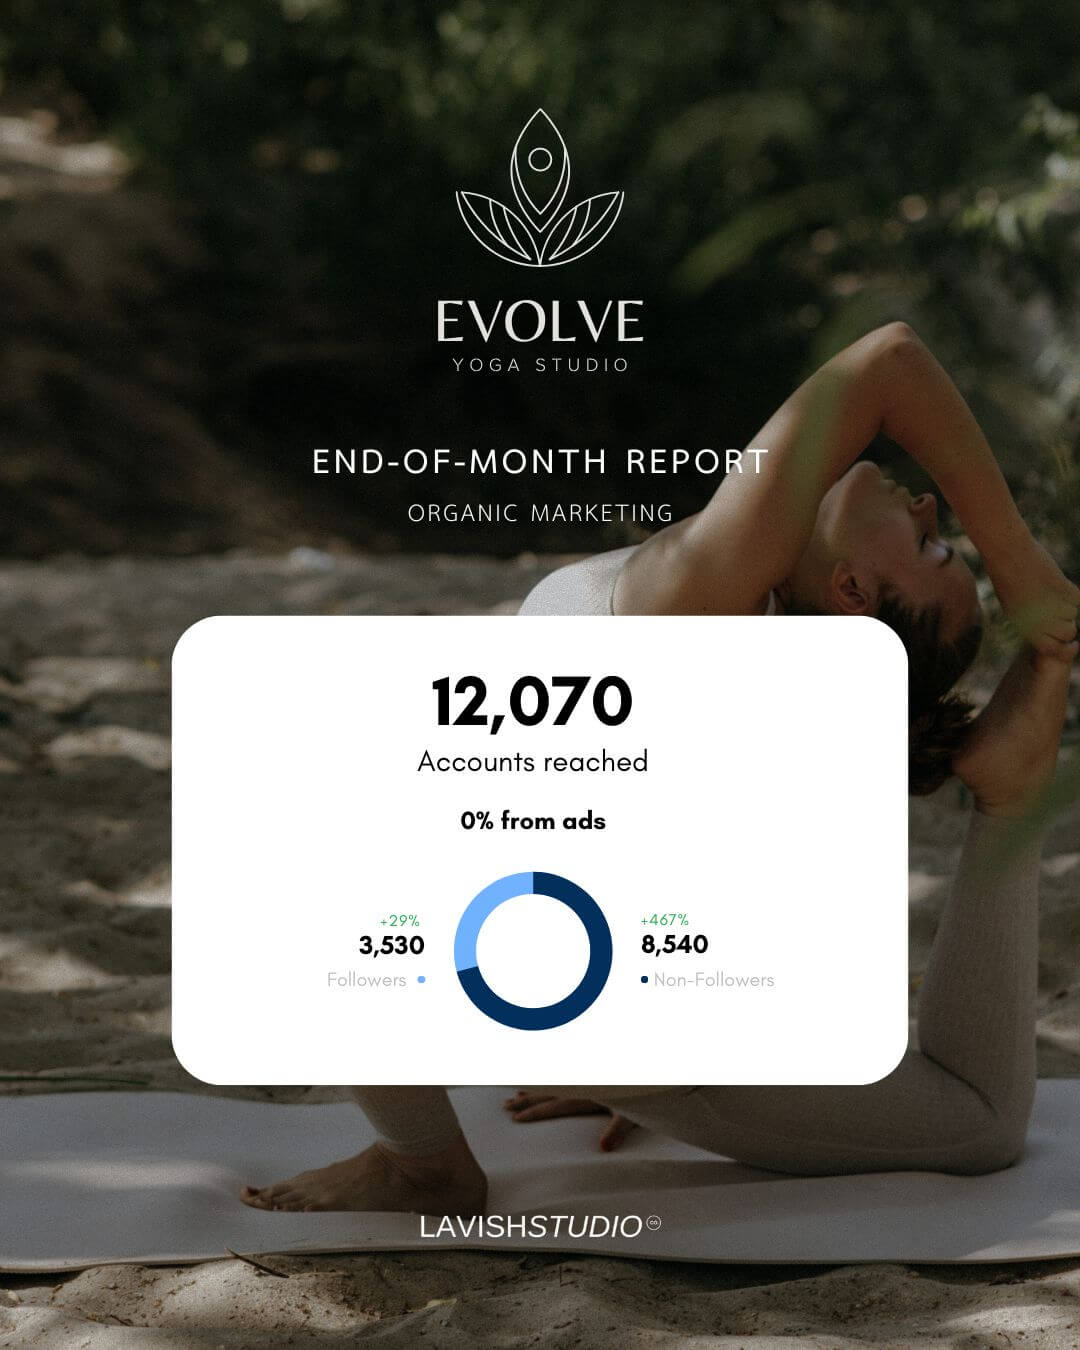 EVOLVE
YOGA STUDIO
END-OF-MONTH REPORT
ORGANIC MARKETING
12,070
Accounts reached
0% from ads
+29%
3,530
Followers
+467%
8,540
Non-Followers
LAVISHSTUDIO